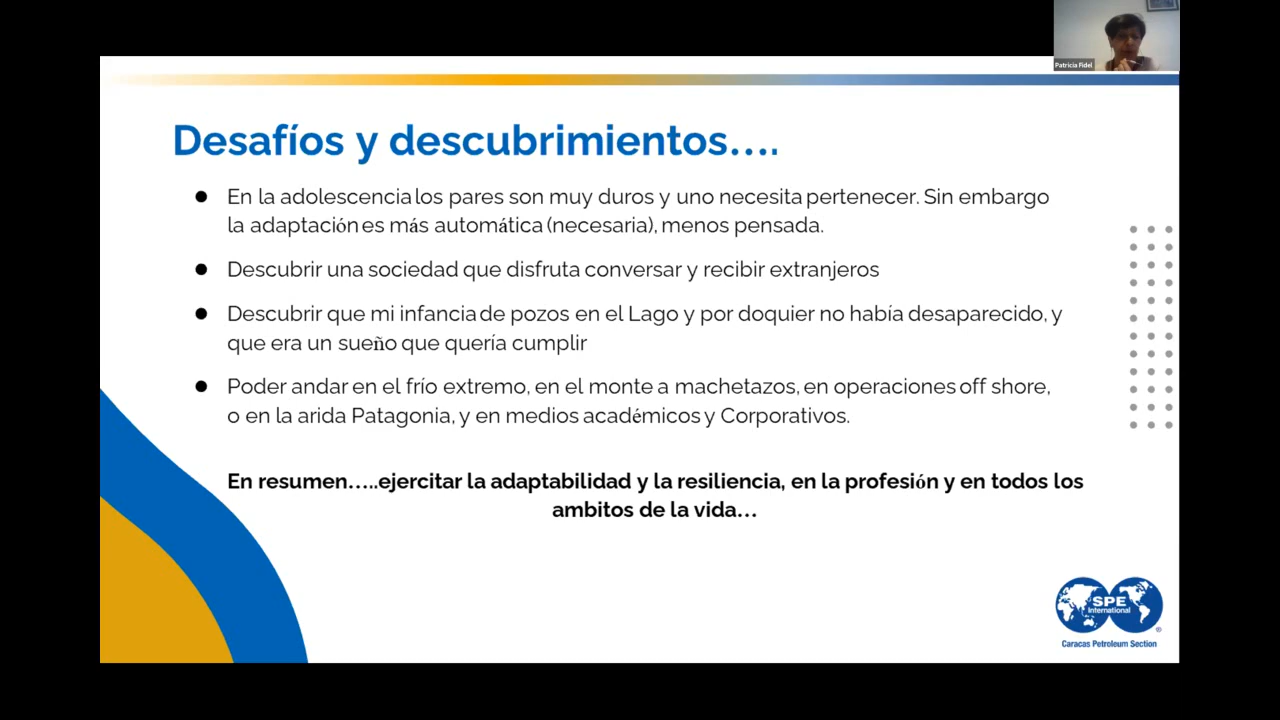 Patricia Fidel
Desafíos y descubrimientos….
● En la adolescencia los pares son muy duros y uno necesita pertenecer. Sin embargo
la adaptación es más automática (necesaria), menos pensada.
● Descubrir una sociedad que disfruta conversar y recibir extranjeros
● Descubrir que mi infancia de pozos en el Lago y por doquier no había desaparecido, y
que era un sueño que quería cumplir
● Poder andar en el frío extremo, en el monte a machetazos, en operaciones off shore,
o en la arida Patagonia, y en medios académicos y Corporativos.
En resumen…..ejercitar la adaptabilidad y la resiliencia, en la profesión y en todos los
ambitos de la vida…
SPE
International
®
Caracas Petroleum Section